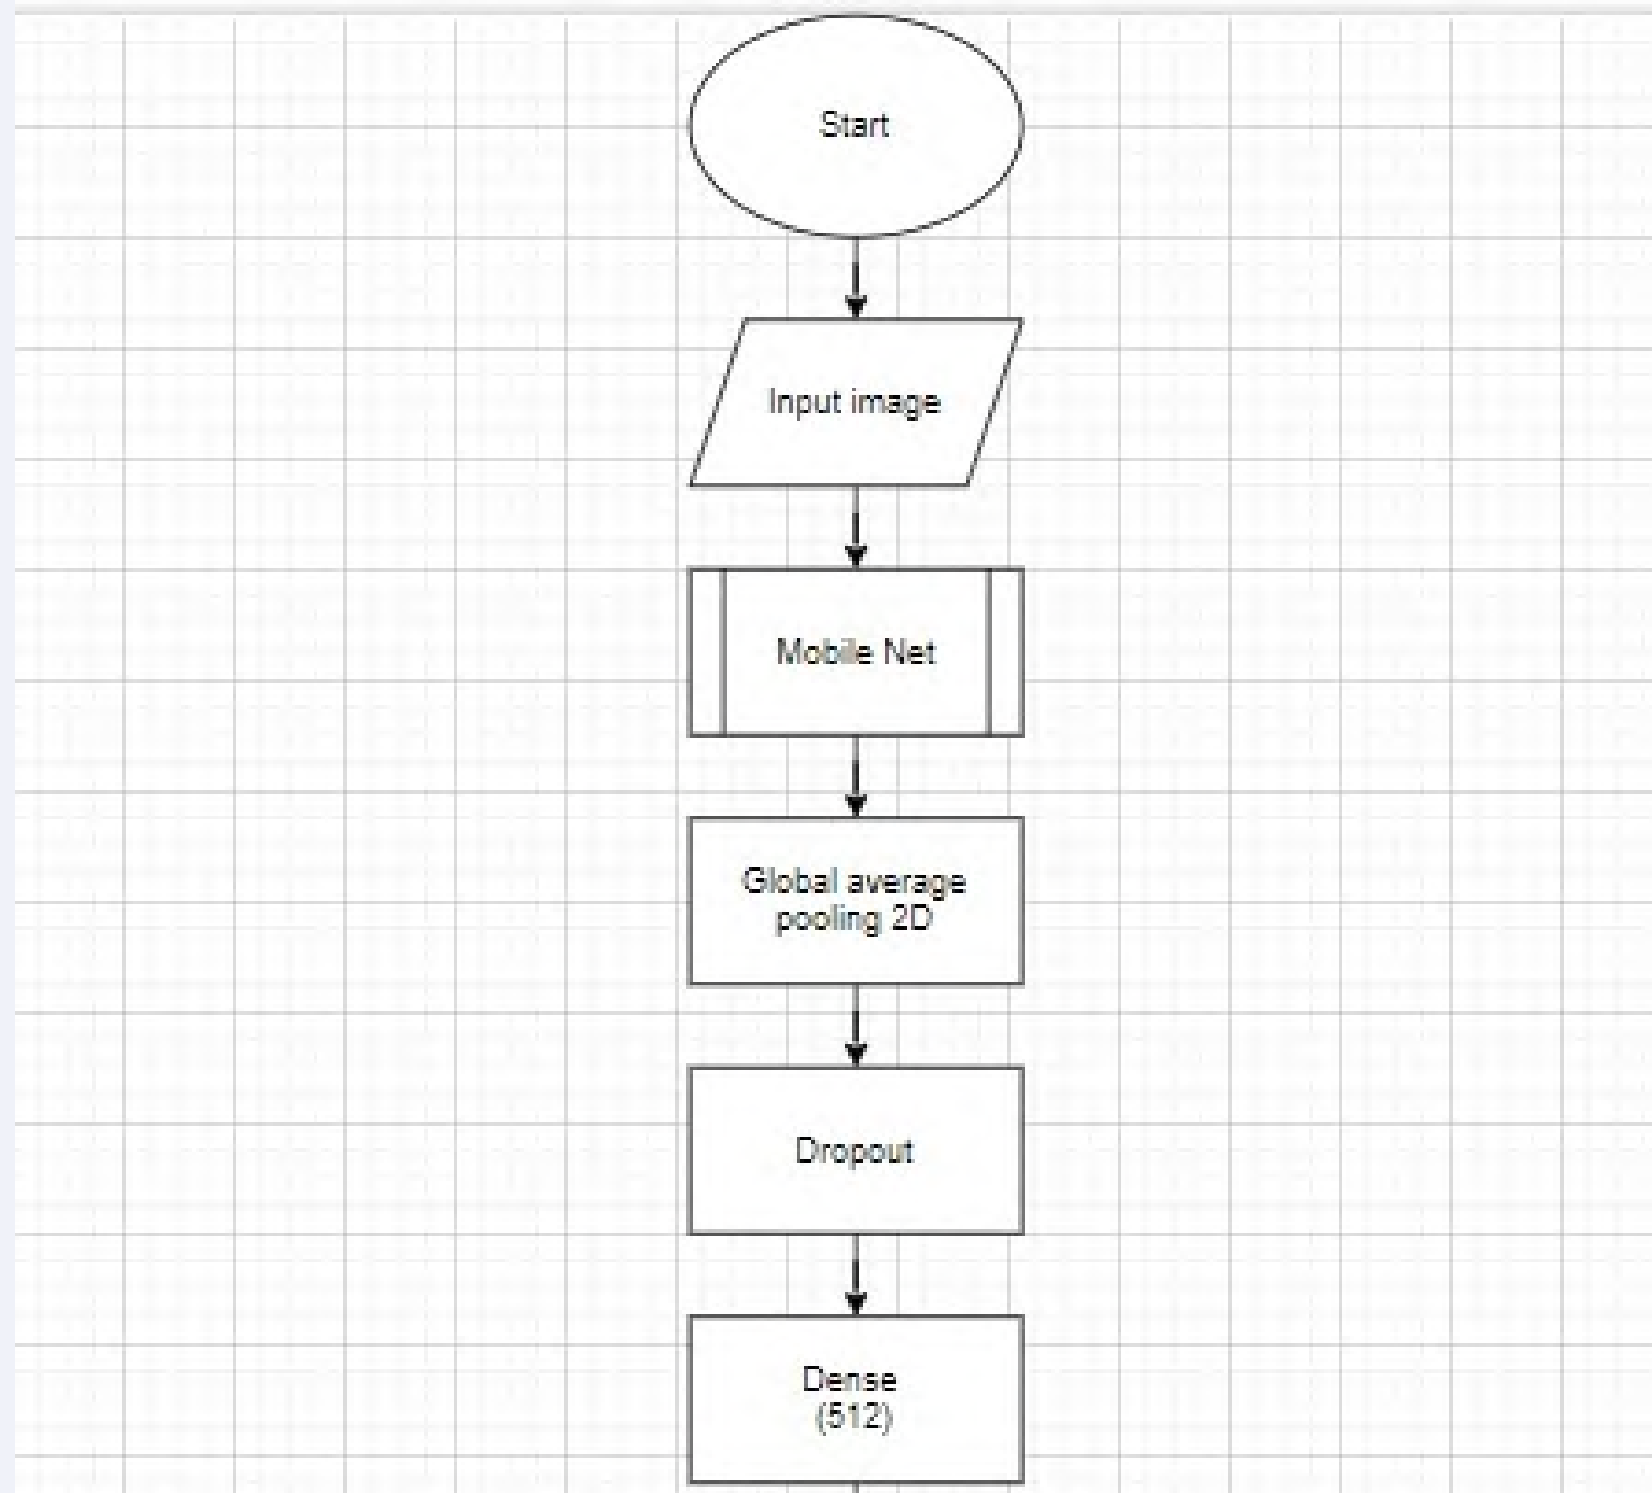 Start
Input image
Mobile Net
Global average
pooling 2D
Dropout
Dense
(512)